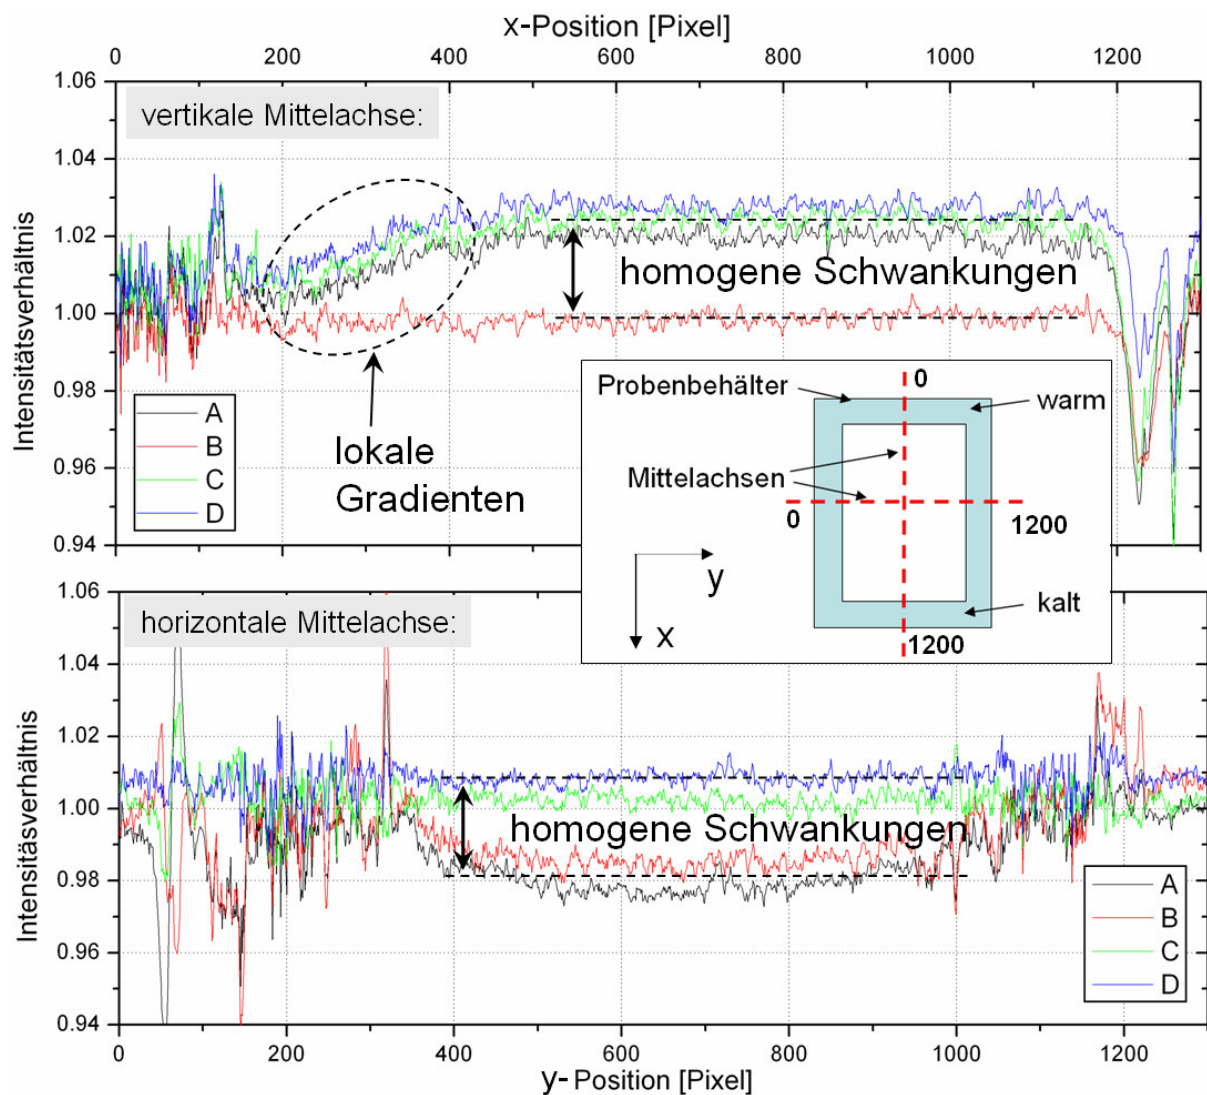 x-Position [Pixel]
0 200 400 600 800 1000 1200
1.06
1.04
1.02
1.00
0.98
0.96
0.94
Intensitätsverhältnis
vertikale Mittelachse:
homogene Schwankungen
lokale
Gradienten
A
B
C
D
0
Probenbehälter
warm
Mittelachsen
0
1200
y
x
kalt
1200
1.06
1.04
1.02
1.00
0.98
0.96
0.94
Intensitäsverhältnis
horizontale Mittelachse:
homogene Schwankungen
A
B
C
D
0 200 400 600 800 1000 1200
y- Position [Pixel]